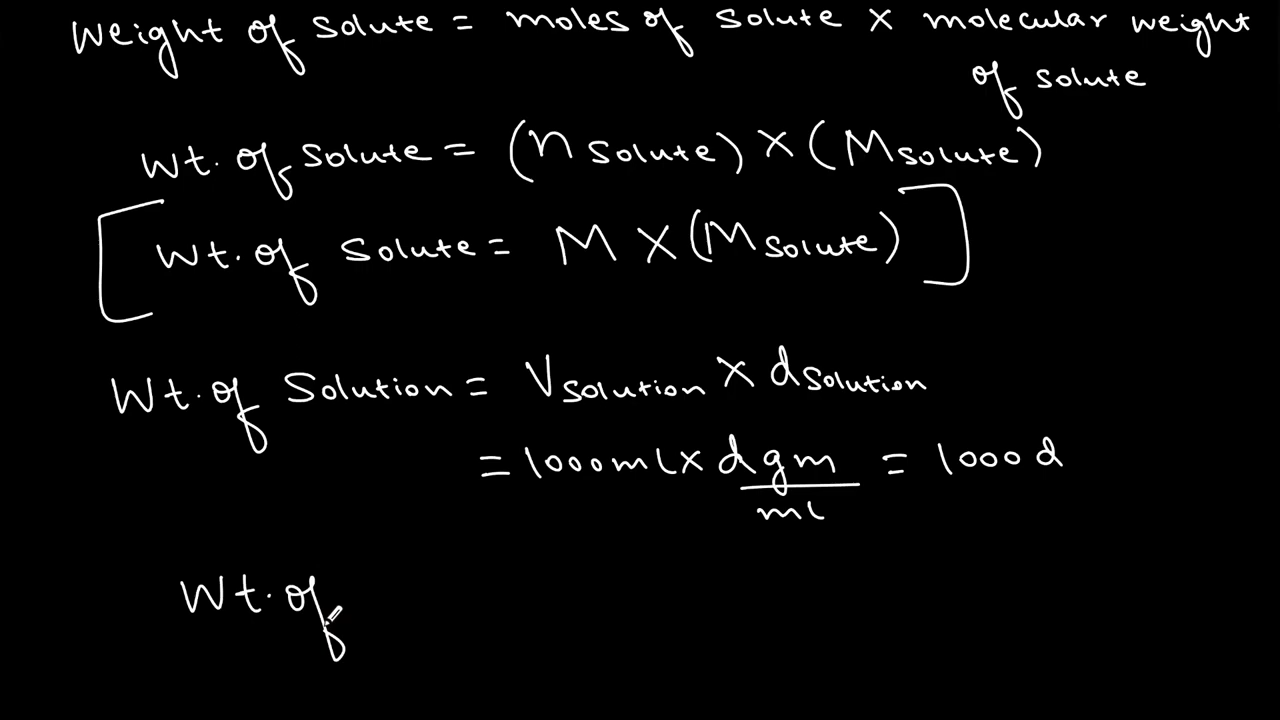 Weight of solute = moles of solute × molecular weight
of solute
Wt. of solute = (n solute) × (M solute)
[ Wt. of solute = M × (M solute) ]
Wt. of Solution = V solution × d solution
= 1000 ml × d gm/ml = 1000 d
Wt. of